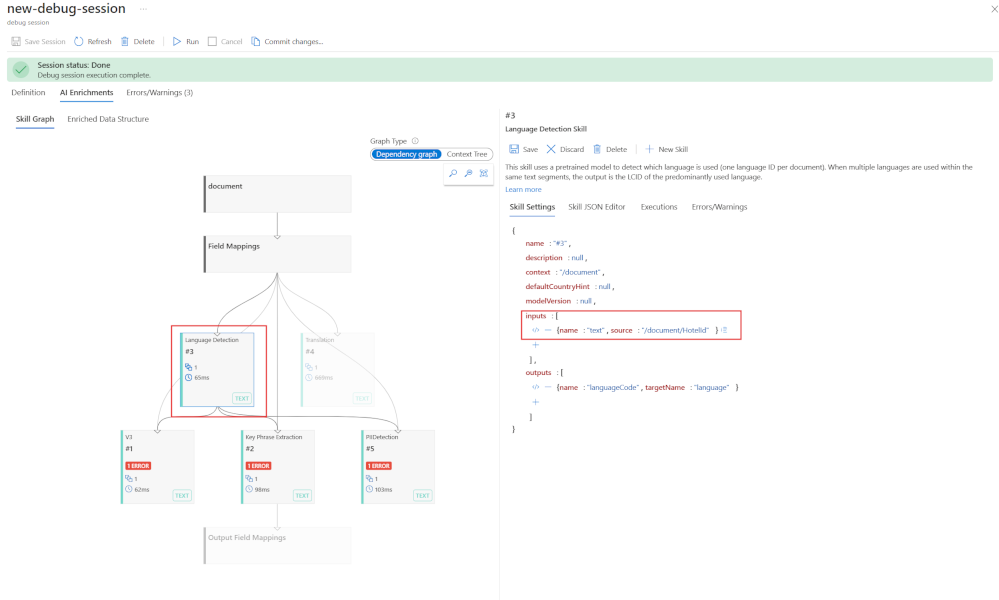 new-debug-session ...
debug session
Save Session Refresh Delete Run Cancel Commit changes...
Session status: Done
Debug session execution complete.
Definition AI Enrichments Errors/Warnings (3)
Skill Graph Enriched Data Structure
Graph Type
Dependency graph Context Tree
document
Field Mappings
Language Detection
#3
1
65ms
TEXT
Translation
#4
1
669ms
TEXT
V3
#1
1 ERROR
1
62ms
TEXT
Key Phrase Extraction
#2
1 ERROR
1
98ms
TEXT
PIIDetection
#5
1 ERROR
1
103ms
TEXT
Output Field Mappings
#3
Language Detection Skill
Save Discard Delete New Skill
This skill uses a pretrained model to detect which language is used (one language ID per document). When multiple languages are used within the
same text segments, the output is the LCID of the predominantly used language.
Learn more
Skill Settings Skill JSON Editor Executions Errors/Warnings
{
name : "#3" ,
description : null ,
context : "/document" ,
defaultCountryHint : null ,
modelVersion : null ,
inputs : [
</> — {name : "text" , source : "/document/HotelId" }
+
] ,
outputs : [
</> — {name : "languageCode" , targetName : "language" }
+
]
}